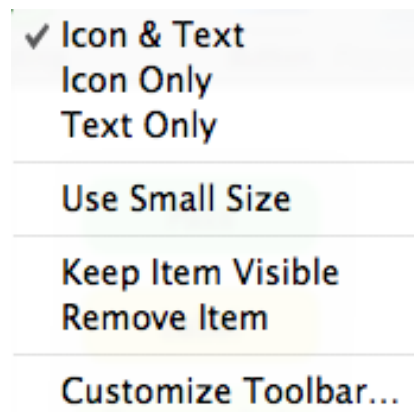 Icon & Text
Icon Only
Text Only
Use Small Size
Keep Item Visible
Remove Item
Customize Toolbar...